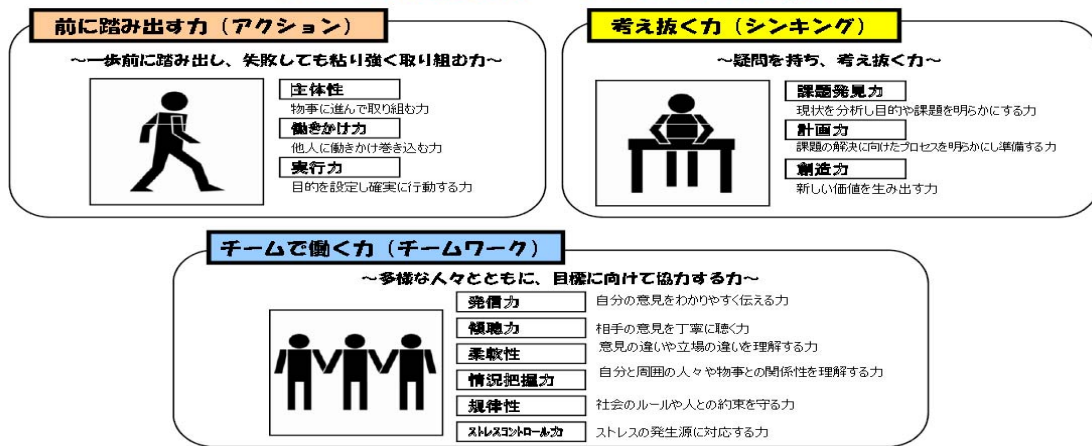 前に踏み出す力（アクション）
～一歩前に踏み出し、失敗しても粘り強く取り組む力～
主体性
物事に進んで取り組む力
働きかけ力
他人に働きかけ巻き込む力
実行力
目的を設定し確実に行動する力
考え抜く力（シンキング）
～疑問を持ち、考え抜く力～
課題発見力
現状を分析し目的や課題を明らかにする力
計画力
課題の解決に向けたプロセスを明らかにし準備する力
創造力
新しい価値を生み出す力
チームで働く力（チームワーク）
～多様な人々とともに、目標に向けて協力する力～
発信力 自分の意見をわかりやすく伝える力
傾聴力 相手の意見を丁寧に聴く力
柔軟性 意見の違いや立場の違いを理解する力
情況把握力 自分と周囲の人々や物事との関係性を理解する力
規律性 社会のルールや人との約束を守る力
ストレスコントロール力 ストレスの発生源に対応する力